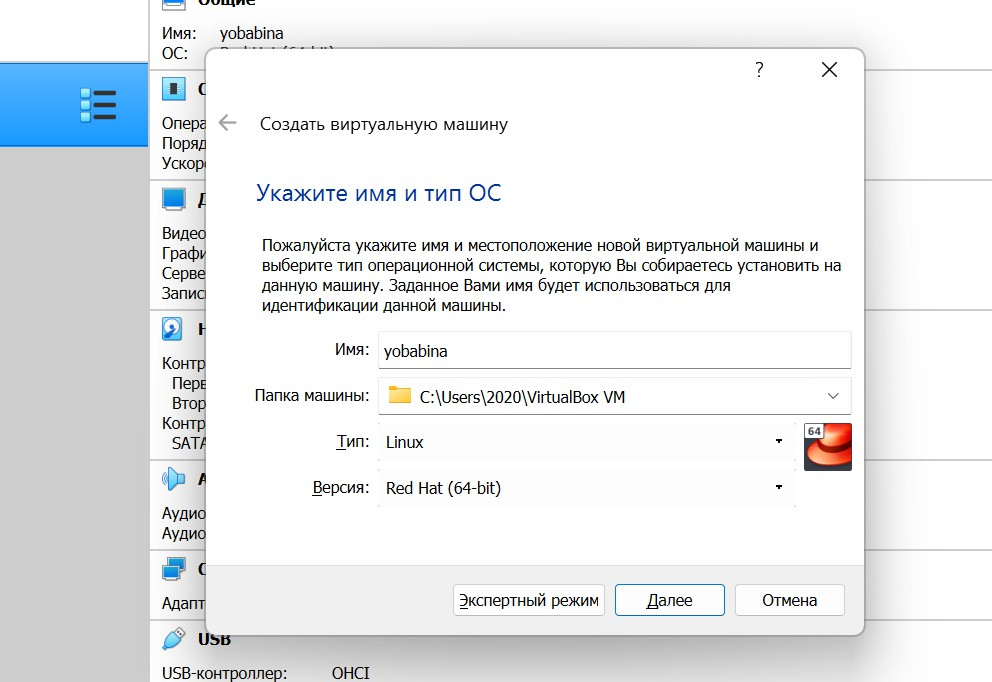 Общие
Имя: yobabina
ОС:
?
Создать виртуальную машину
Укажите имя и тип ОС
Пожалуйста укажите имя и местоположение новой виртуальной машины и
выберите тип операционной системы, которую Вы собираетесь установить на
данную машину. Заданное Вами имя будет использоваться для
идентификации данной машины.
Имя: yobabina
Папка машины: C:\Users\2020\VirtualBox VM
Тип: Linux
64
Версия: Red Hat (64-bit)
Экспертный режим Далее Отмена
Опера
Поряд
Ускор
Видео
Графи
Серве
Запис
Контр
Перв
Втор
Контр
SATA
Аудио
Аудио
Адапт
USB
USB-контроллер: OHCI